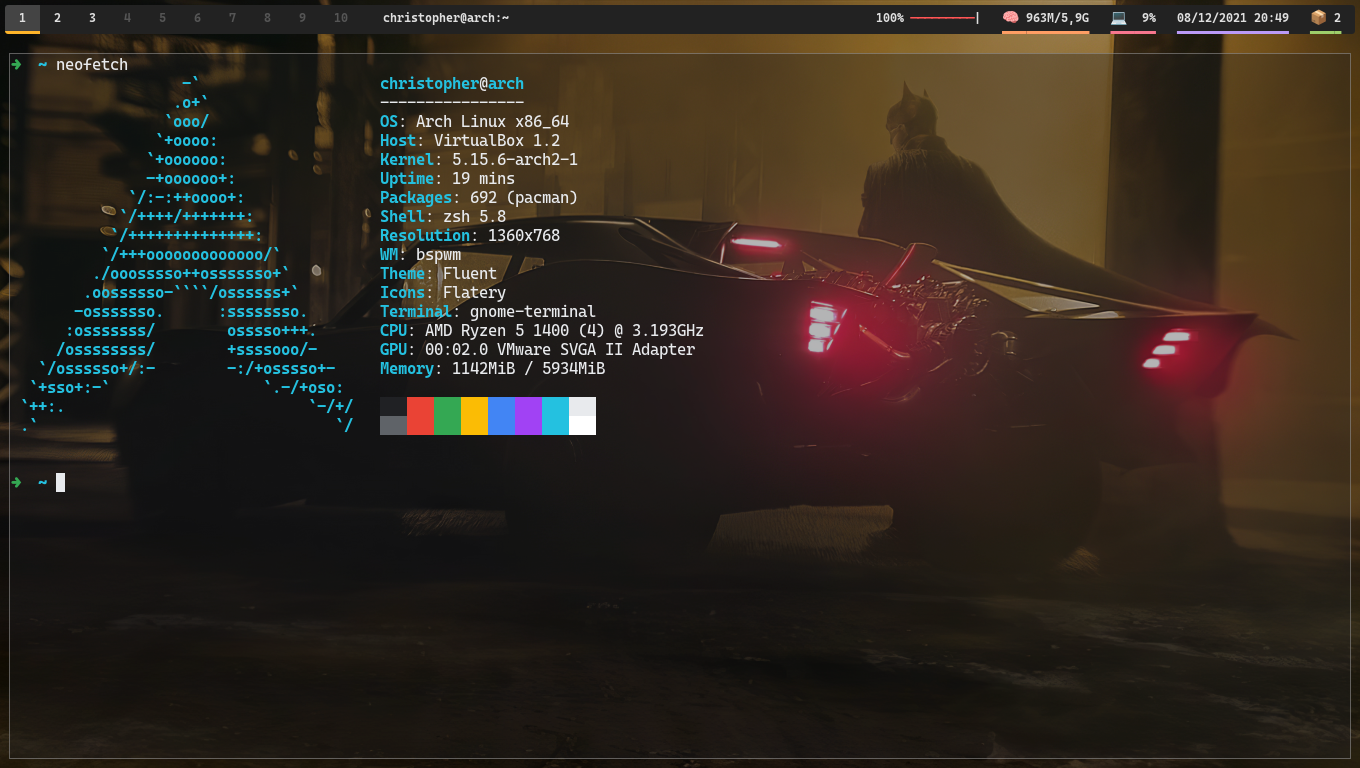 1 2 3 4 5 6 7 8 9 10 christopher@arch:~ 100% 🧠 963M/5,9G 💻 9% 08/12/2021 20:49 📦 2
➜ ~ neofetch
-`
.o+`
`ooo/
`+oooo:
`+oooooo:
-+oooooo+:
`/:-:++oooo+:
`/++++/+++++++:
`/++++++++++++++:
`/+++ooooooooooooo/`
./ooosssso++osssssso+`
.oossssso-````/ossssss+`
-osssssso. :ssssssso.
:osssssss/ osssso+++.
/ossssssss/ +ssssooo/-
`/ossssso+/:- -:/+osssso+-
`+sso+:-` `.-/+oso:
`++:. `-/+/
.` `/
christopher@arch
----------------
OS: Arch Linux x86_64
Host: VirtualBox 1.2
Kernel: 5.15.6-arch2-1
Uptime: 19 mins
Packages: 692 (pacman)
Shell: zsh 5.8
Resolution: 1360x768
WM: bspwm
Theme: Fluent
Icons: Flatery
Terminal: gnome-terminal
CPU: AMD Ryzen 5 1400 (4) @ 3.193GHz
GPU: 00:02.0 VMware SVGA II Adapter
Memory: 1142MiB / 5934MiB
➜ ~